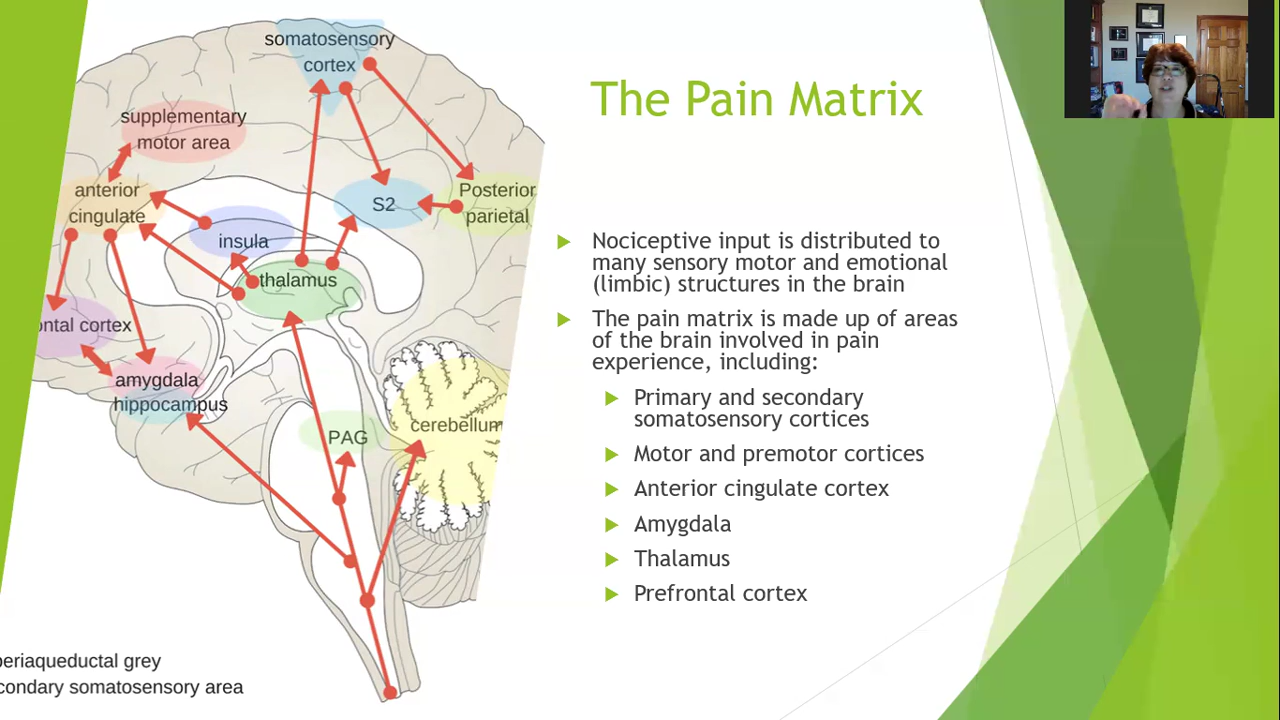 The Pain Matrix
somatosensory
cortex
supplementary
motor area
anterior
cingulate
insula
thalamus
S2
Posterior
parietal
ontal cortex
amygdala
hippocampus
PAG
cerebellum
periaqueductal grey
condary somatosensory area
Nociceptive input is distributed to
many sensory motor and emotional
(limbic) structures in the brain
The pain matrix is made up of areas
of the brain involved in pain
experience, including:
Primary and secondary
somatosensory cortices
Motor and premotor cortices
Anterior cingulate cortex
Amygdala
Thalamus
Prefrontal cortex